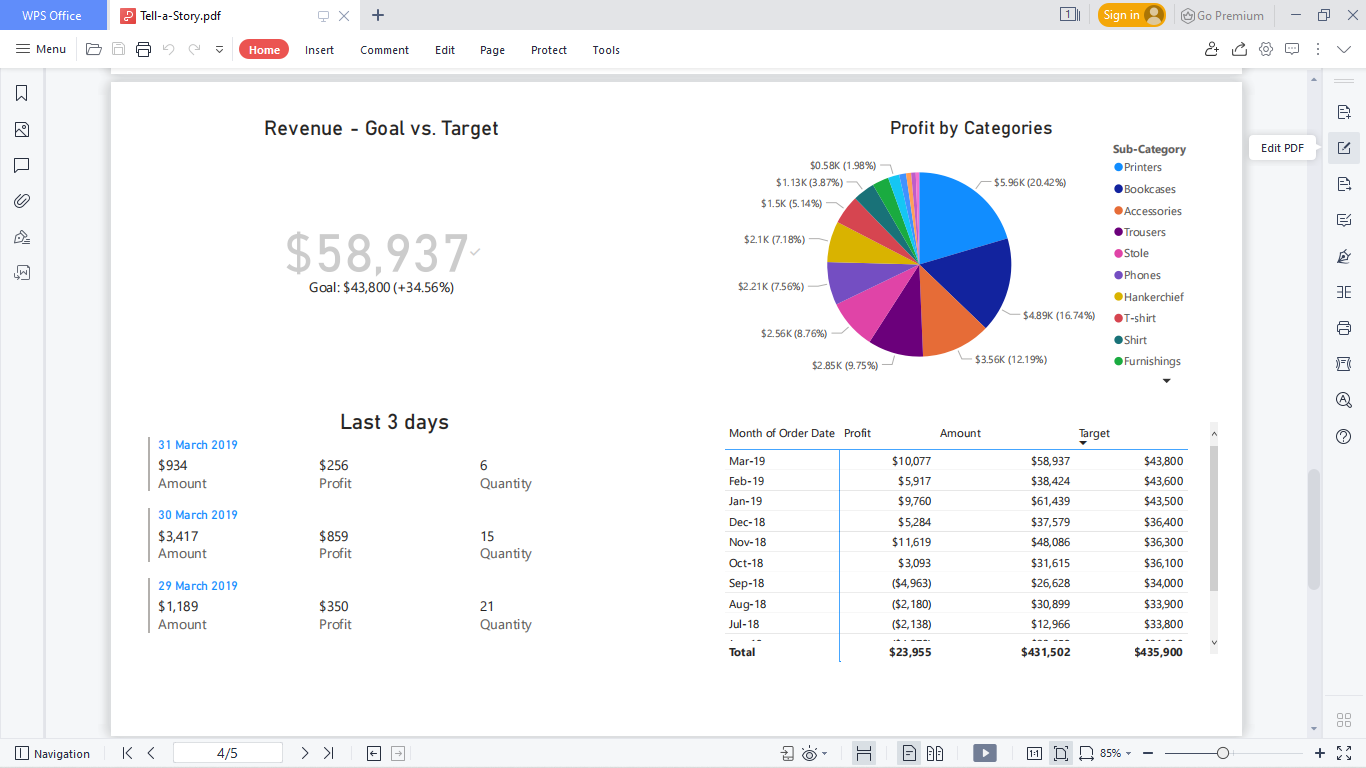 WPS Office
Tell-a-Story.pdf
1
Sign in
Go Premium
Menu
Home
Insert
Comment
Edit
Page
Protect
Tools
Edit PDF
Revenue - Goal vs. Target
$58,937
Goal: $43,800 (+34.56%)
Profit by Categories
$0.58K (1.98%)
$1.13K (3.87%)
$1.5K (5.14%)
$2.1K (7.18%)
$2.21K (7.56%)
$2.56K (8.76%)
$2.85K (9.75%)
$5.96K (20.42%)
$4.89K (16.74%)
$3.56K (12.19%)
Sub-Category
Printers
Bookcases
Accessories
Trousers
Stole
Phones
Hankerchief
T-shirt
Shirt
Furnishings
Last 3 days
31 March 2019
$934 $256 6
Amount Profit Quantity
30 March 2019
$3,417 $859 15
Amount Profit Quantity
29 March 2019
$1,189 $350 21
Amount Profit Quantity
Month of Order Date Profit Amount Target
Mar-19 $10,077 $58,937 $43,800
Feb-19 $5,917 $38,424 $43,600
Jan-19 $9,760 $61,439 $43,500
Dec-18 $5,284 $37,579 $36,400
Nov-18 $11,619 $48,086 $36,300
Oct-18 $3,093 $31,615 $36,100
Sep-18 ($4,963) $26,628 $34,000
Aug-18 ($2,180) $30,899 $33,900
Jul-18 ($2,138) $12,966 $33,800
Total $23,955 $431,502 $435,900
Navigation
4/5
1:1
85%